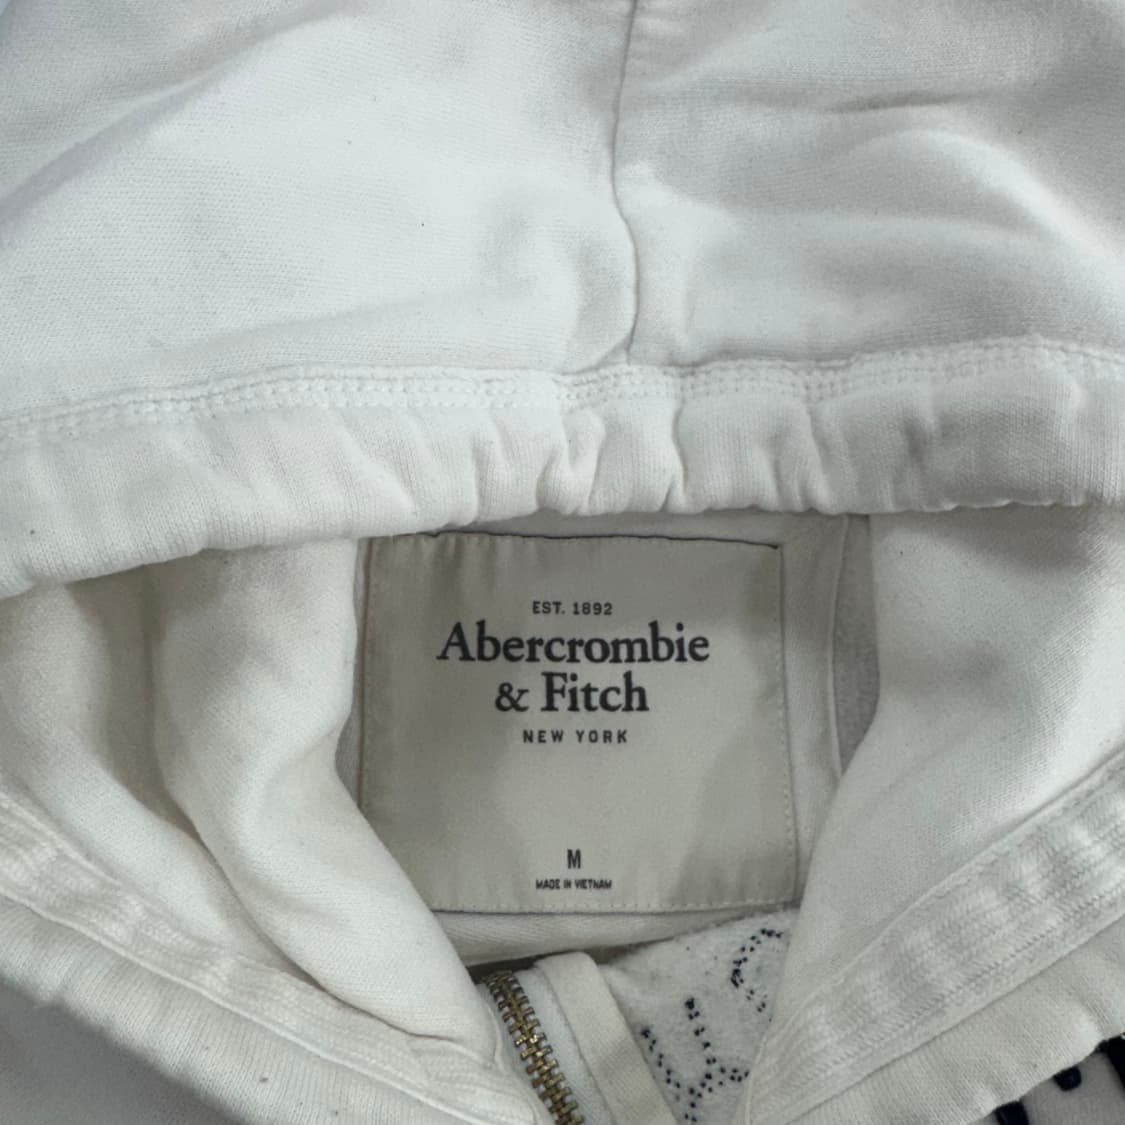 EST. 1892
Abercrombie
& Fitch
NEW YORK
M
MADE IN VIETNAM